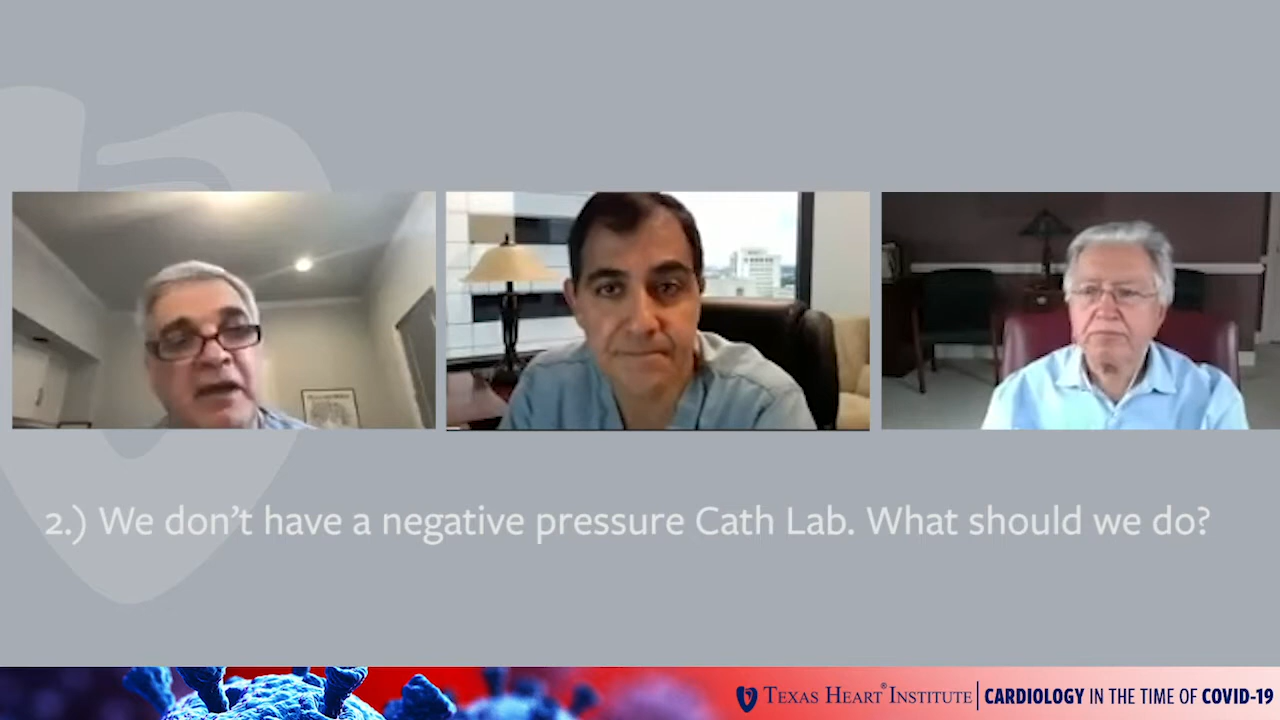 2.) We don't have a negative pressure Cath Lab. What should we do?
TEXAS HEART® INSTITUTE | CARDIOLOGY IN THE TIME OF COVID-19